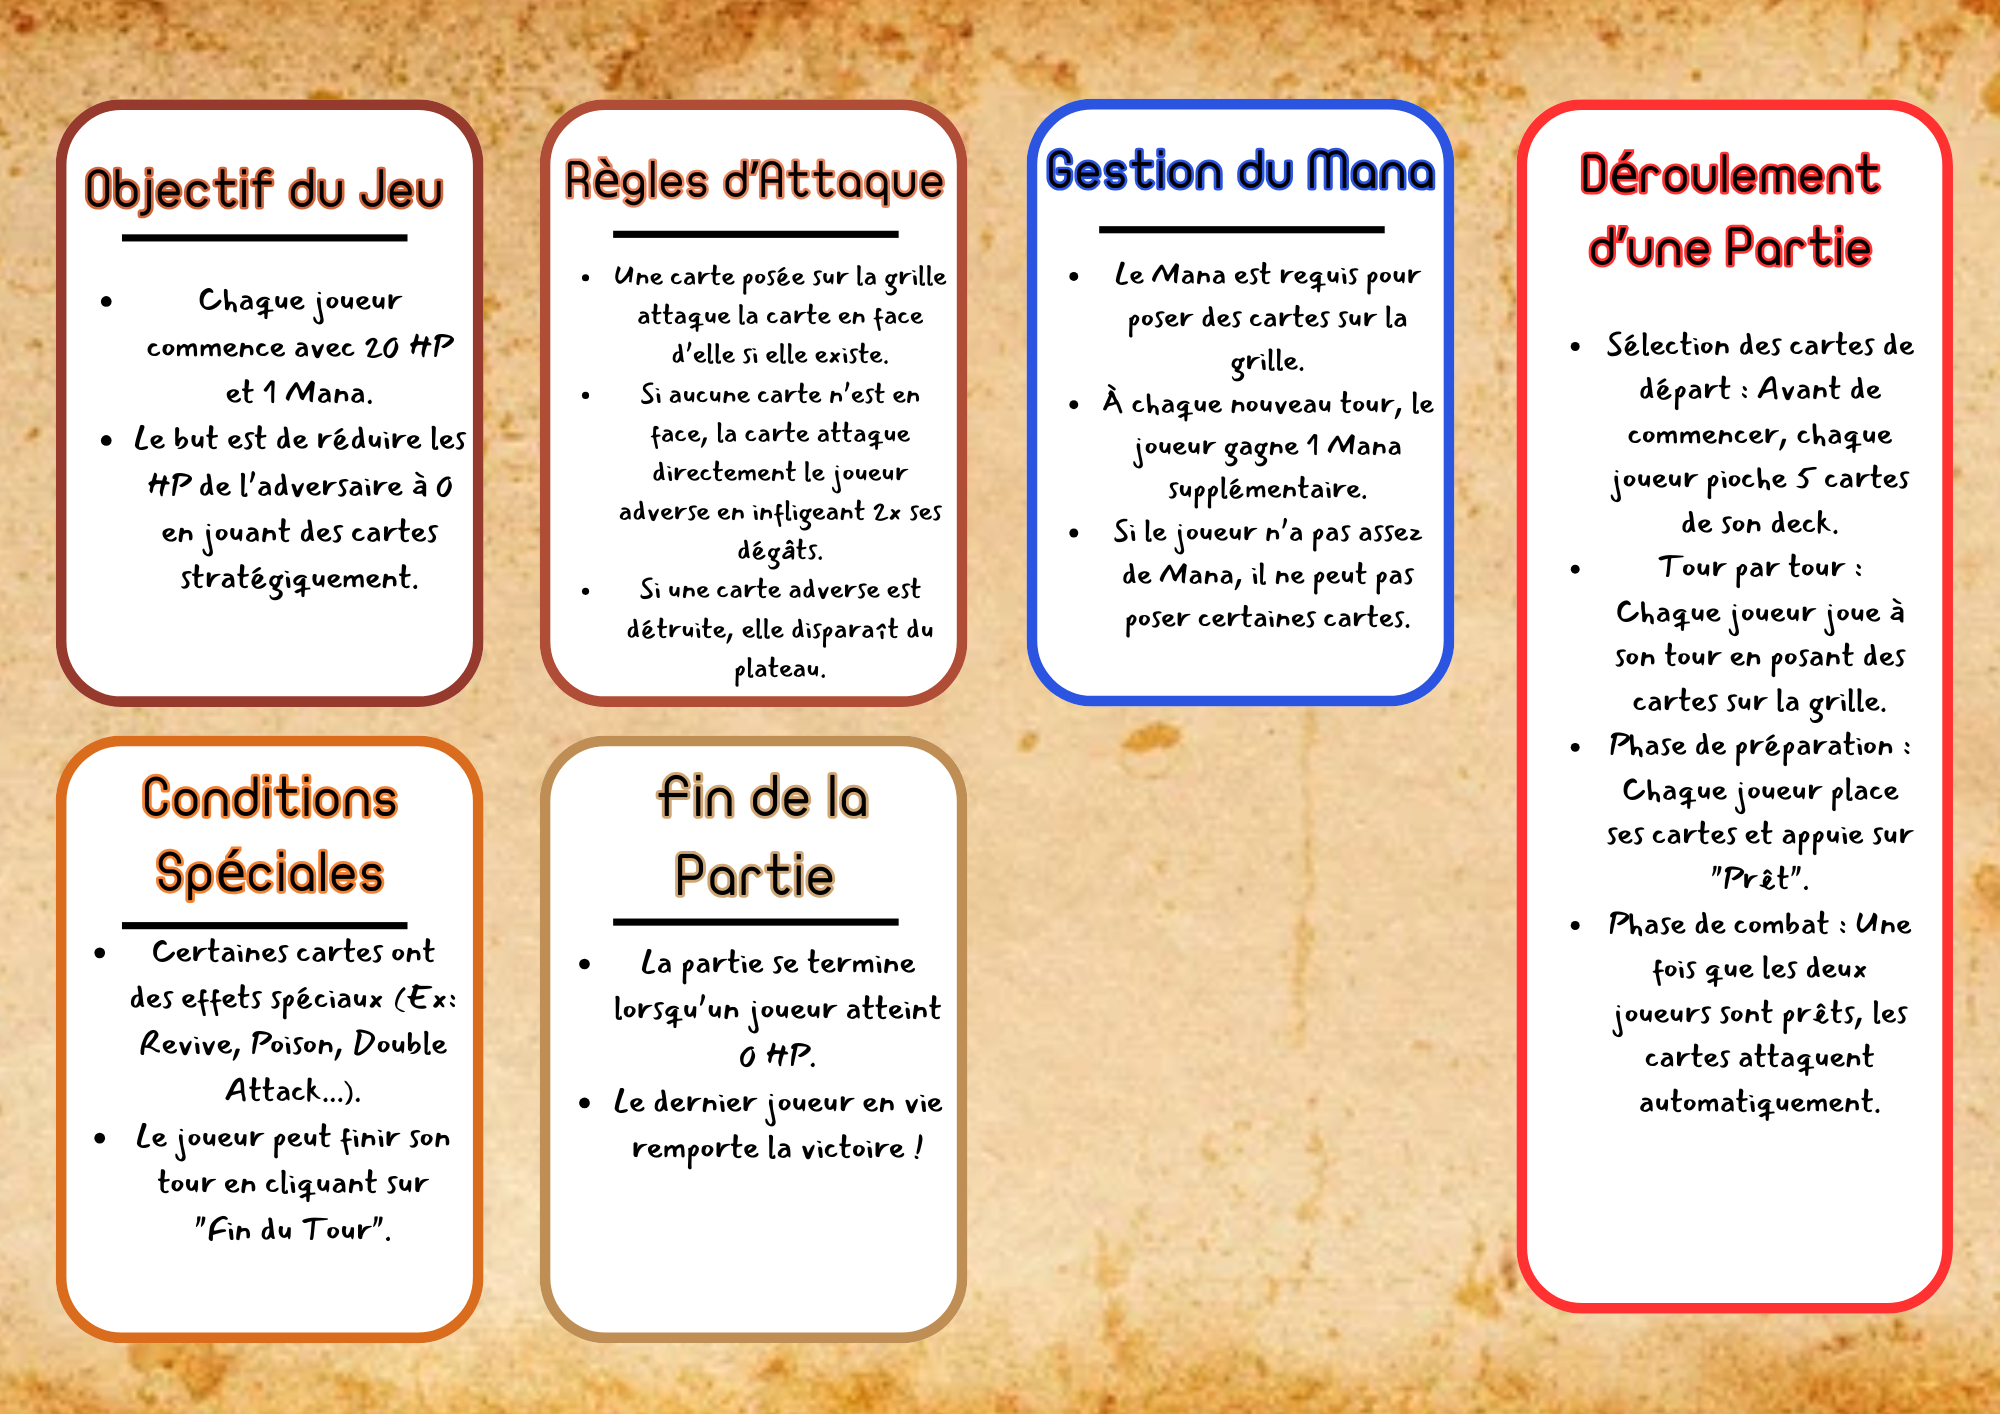 Objectif du Jeu
• Chaque joueur
commence avec 20 HP
et 1 Mana.
• Le but est de réduire les
HP de l'adversaire à 0
en jouant des cartes
stratégiquement.
Règles d'Attaque
• Une carte posée sur la grille
attaque la carte en face
d'elle si elle existe.
• Si aucune carte n'est en
face, la carte attaque
directement le joueur
adverse en infligeant 2x ses
dégâts.
• Si une carte adverse est
détruite, elle disparaît du
plateau.
Gestion du Mana
• Le Mana est requis pour
poser des cartes sur la
grille.
• À chaque nouveau tour, le
joueur gagne 1 Mana
supplémentaire.
• Si le joueur n'a pas assez
de Mana, il ne peut pas
poser certaines cartes.
Déroulement
d'une Partie
• Sélection des cartes de
départ : Avant de
commencer, chaque
joueur pioche 5 cartes
de son deck.
• Tour par tour :
Chaque joueur joue à
son tour en posant des
cartes sur la grille.
• Phase de préparation :
Chaque joueur place
ses cartes et appuie sur
"Prêt".
• Phase de combat : Une
fois que les deux
joueurs sont prêts, les
cartes attaquent
automatiquement.
Conditions
Spéciales
• Certaines cartes ont
des effets spéciaux (Ex:
Revive, Poison, Double
Attack...).
• Le joueur peut finir son
tour en cliquant sur
"Fin du Tour".
Fin de la
Partie
• La partie se termine
lorsqu'un joueur atteint
0 HP.
• Le dernier joueur en vie
remporte la victoire !